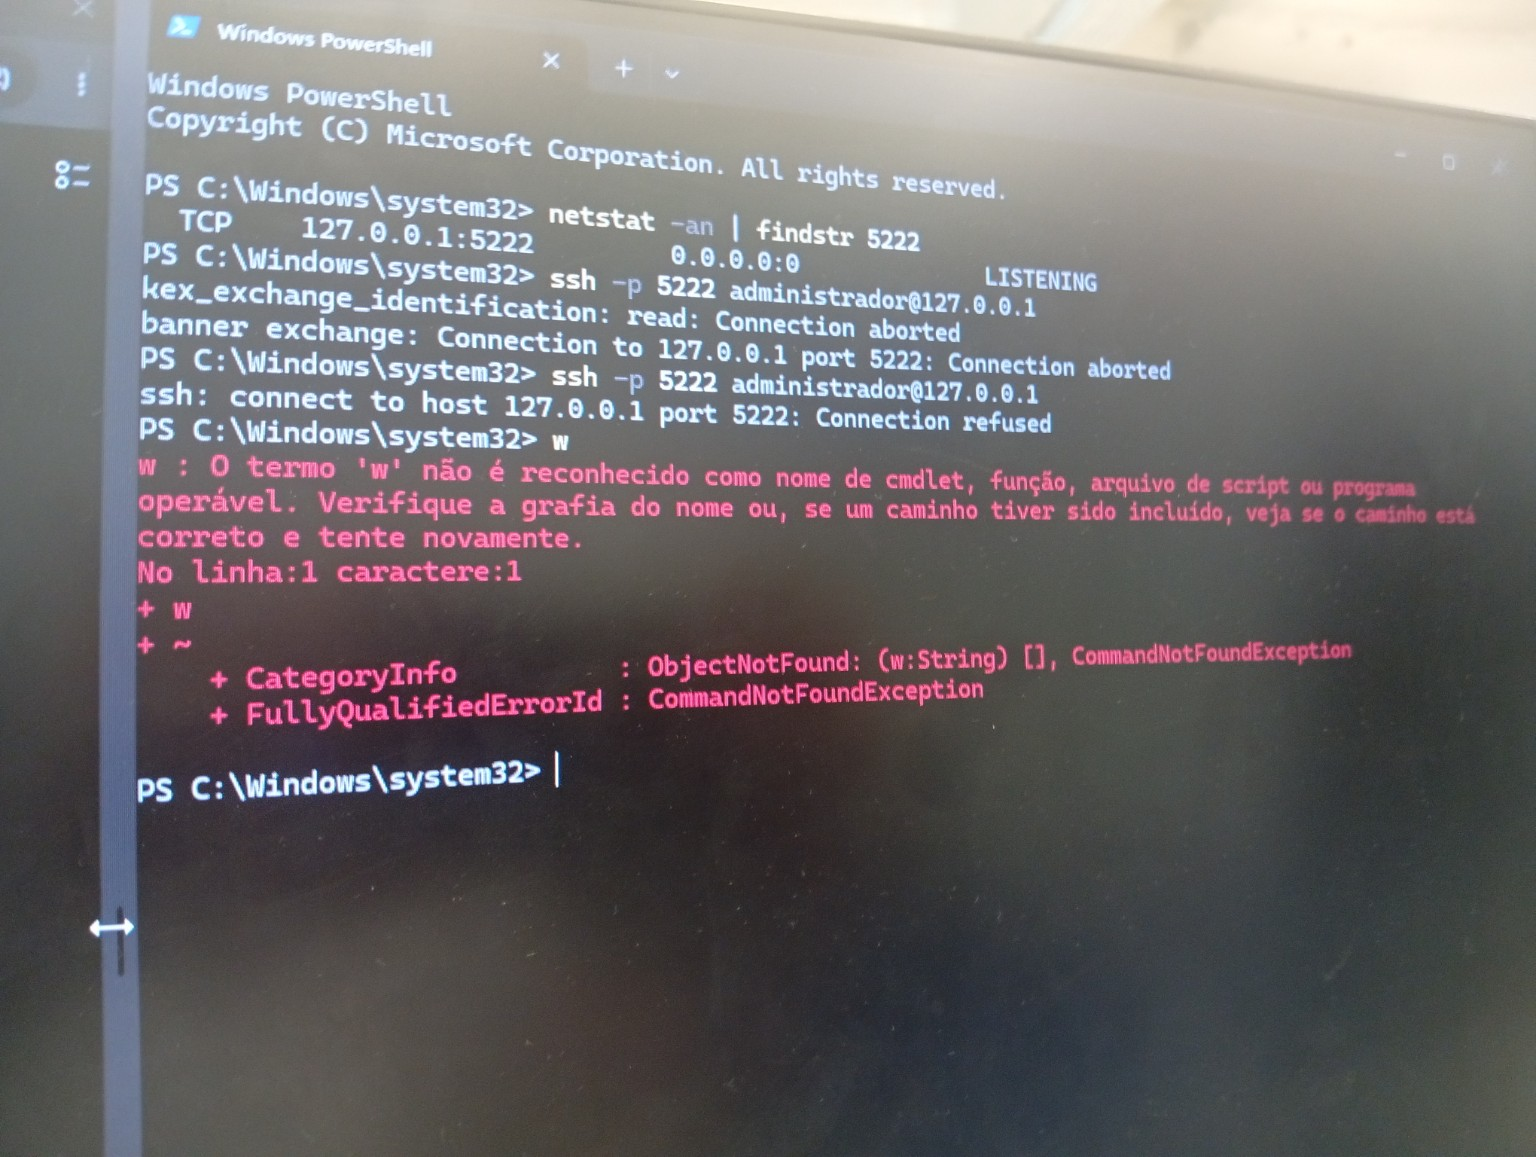 Windows PowerShell
Windows PowerShell
Copyright (C) Microsoft Corporation. All rights reserved.
PS C:\Windows\system32> netstat -an | findstr 5222
TCP 127.0.0.1:5222 0.0.0.0:0 LISTENING
PS C:\Windows\system32> ssh -p 5222 administrador@127.0.0.1
kex_exchange_identification: read: Connection aborted
banner exchange: Connection to 127.0.0.1 port 5222: Connection aborted
PS C:\Windows\system32> ssh -p 5222 administrador@127.0.0.1
ssh: connect to host 127.0.0.1 port 5222: Connection refused
PS C:\Windows\system32> w
w : O termo 'w' não é reconhecido como nome de cmdlet, função, arquivo de script ou programa
operável. Verifique a grafia do nome ou, se um caminho tiver sido incluído, veja se o caminho está
correto e tente novamente.
No linha:1 caractere:1
+ w
+ ~
+ CategoryInfo : ObjectNotFound: (w:String) [], CommandNotFoundException
+ FullyQualifiedErrorId : CommandNotFoundException
PS C:\Windows\system32>